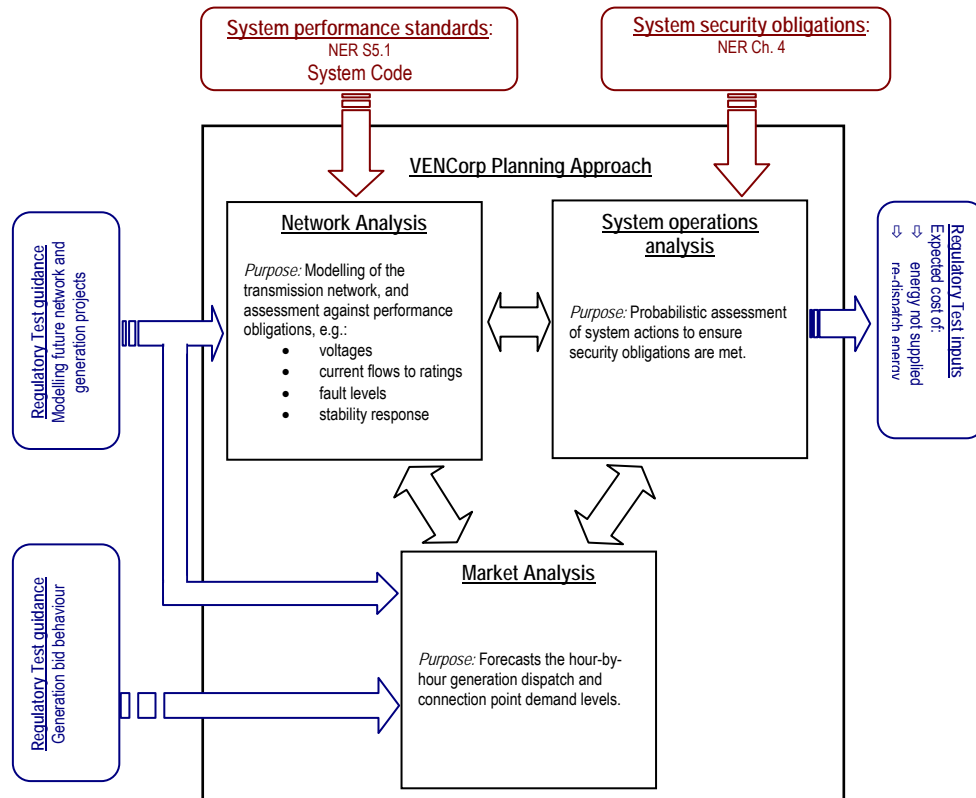 System performance standards:
NER S5.1
System Code
System security obligations:
NER Ch. 4
VENCorp Planning Approach
Regulatory Test guidance
Modelling future network and
generation projects
Network Analysis
Purpose: Modelling of the
transmission network, and
assessment against performance
obligations, e.g.:
• voltages
• current flows to ratings
• fault levels
• stability response
System operations
analysis
Purpose: Probabilistic assessment
of system actions to ensure
security obligations are met.
Regulatory Test inputs
Expected cost of:
⇨ energy not supplied
⇨ re-dispatch energy
Regulatory Test guidance
Generation bid behaviour
Market Analysis
Purpose: Forecasts the hour-by-
hour generation dispatch and
connection point demand levels.